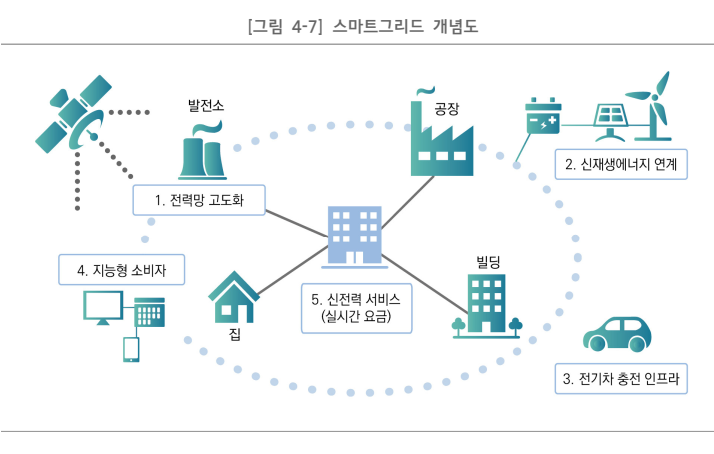 [그림 4-7] 스마트그리드 개념도
발전소
공장
1. 전력망 고도화
2. 신재생에너지 연계
4. 지능형 소비자
빌딩
5. 신전력 서비스
(실시간 요금)
집
3. 전기차 충전 인프라